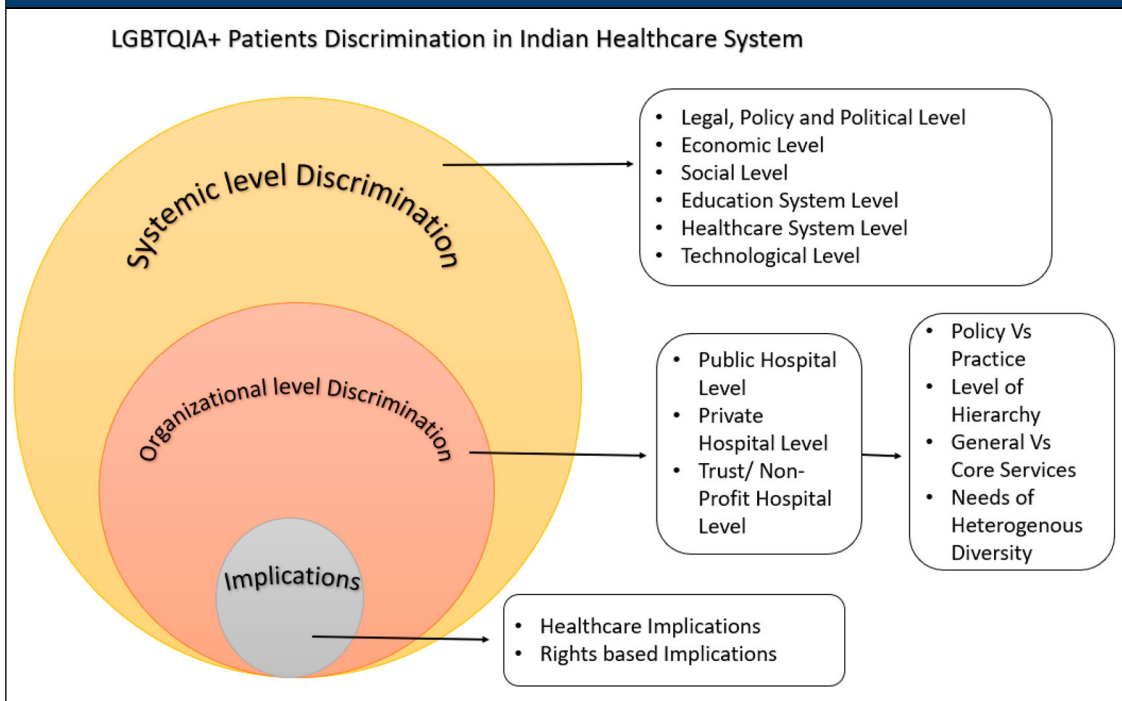 LGBTQIA+ Patients Discrimination in Indian Healthcare System
Systemic level Discrimination
• Legal, Policy and Political Level
• Economic Level
• Social Level
• Education System Level
• Healthcare System Level
• Technological Level
Organizational level Discrimination
• Public Hospital
Level
• Private
Hospital Level
• Trust/ Non-
Profit Hospital
Level
• Policy Vs
Practice
• Level of
Hierarchy
• General Vs
Core Services
• Needs of
Heterogenous
Diversity
Implications
• Healthcare Implications
• Rights based Implications